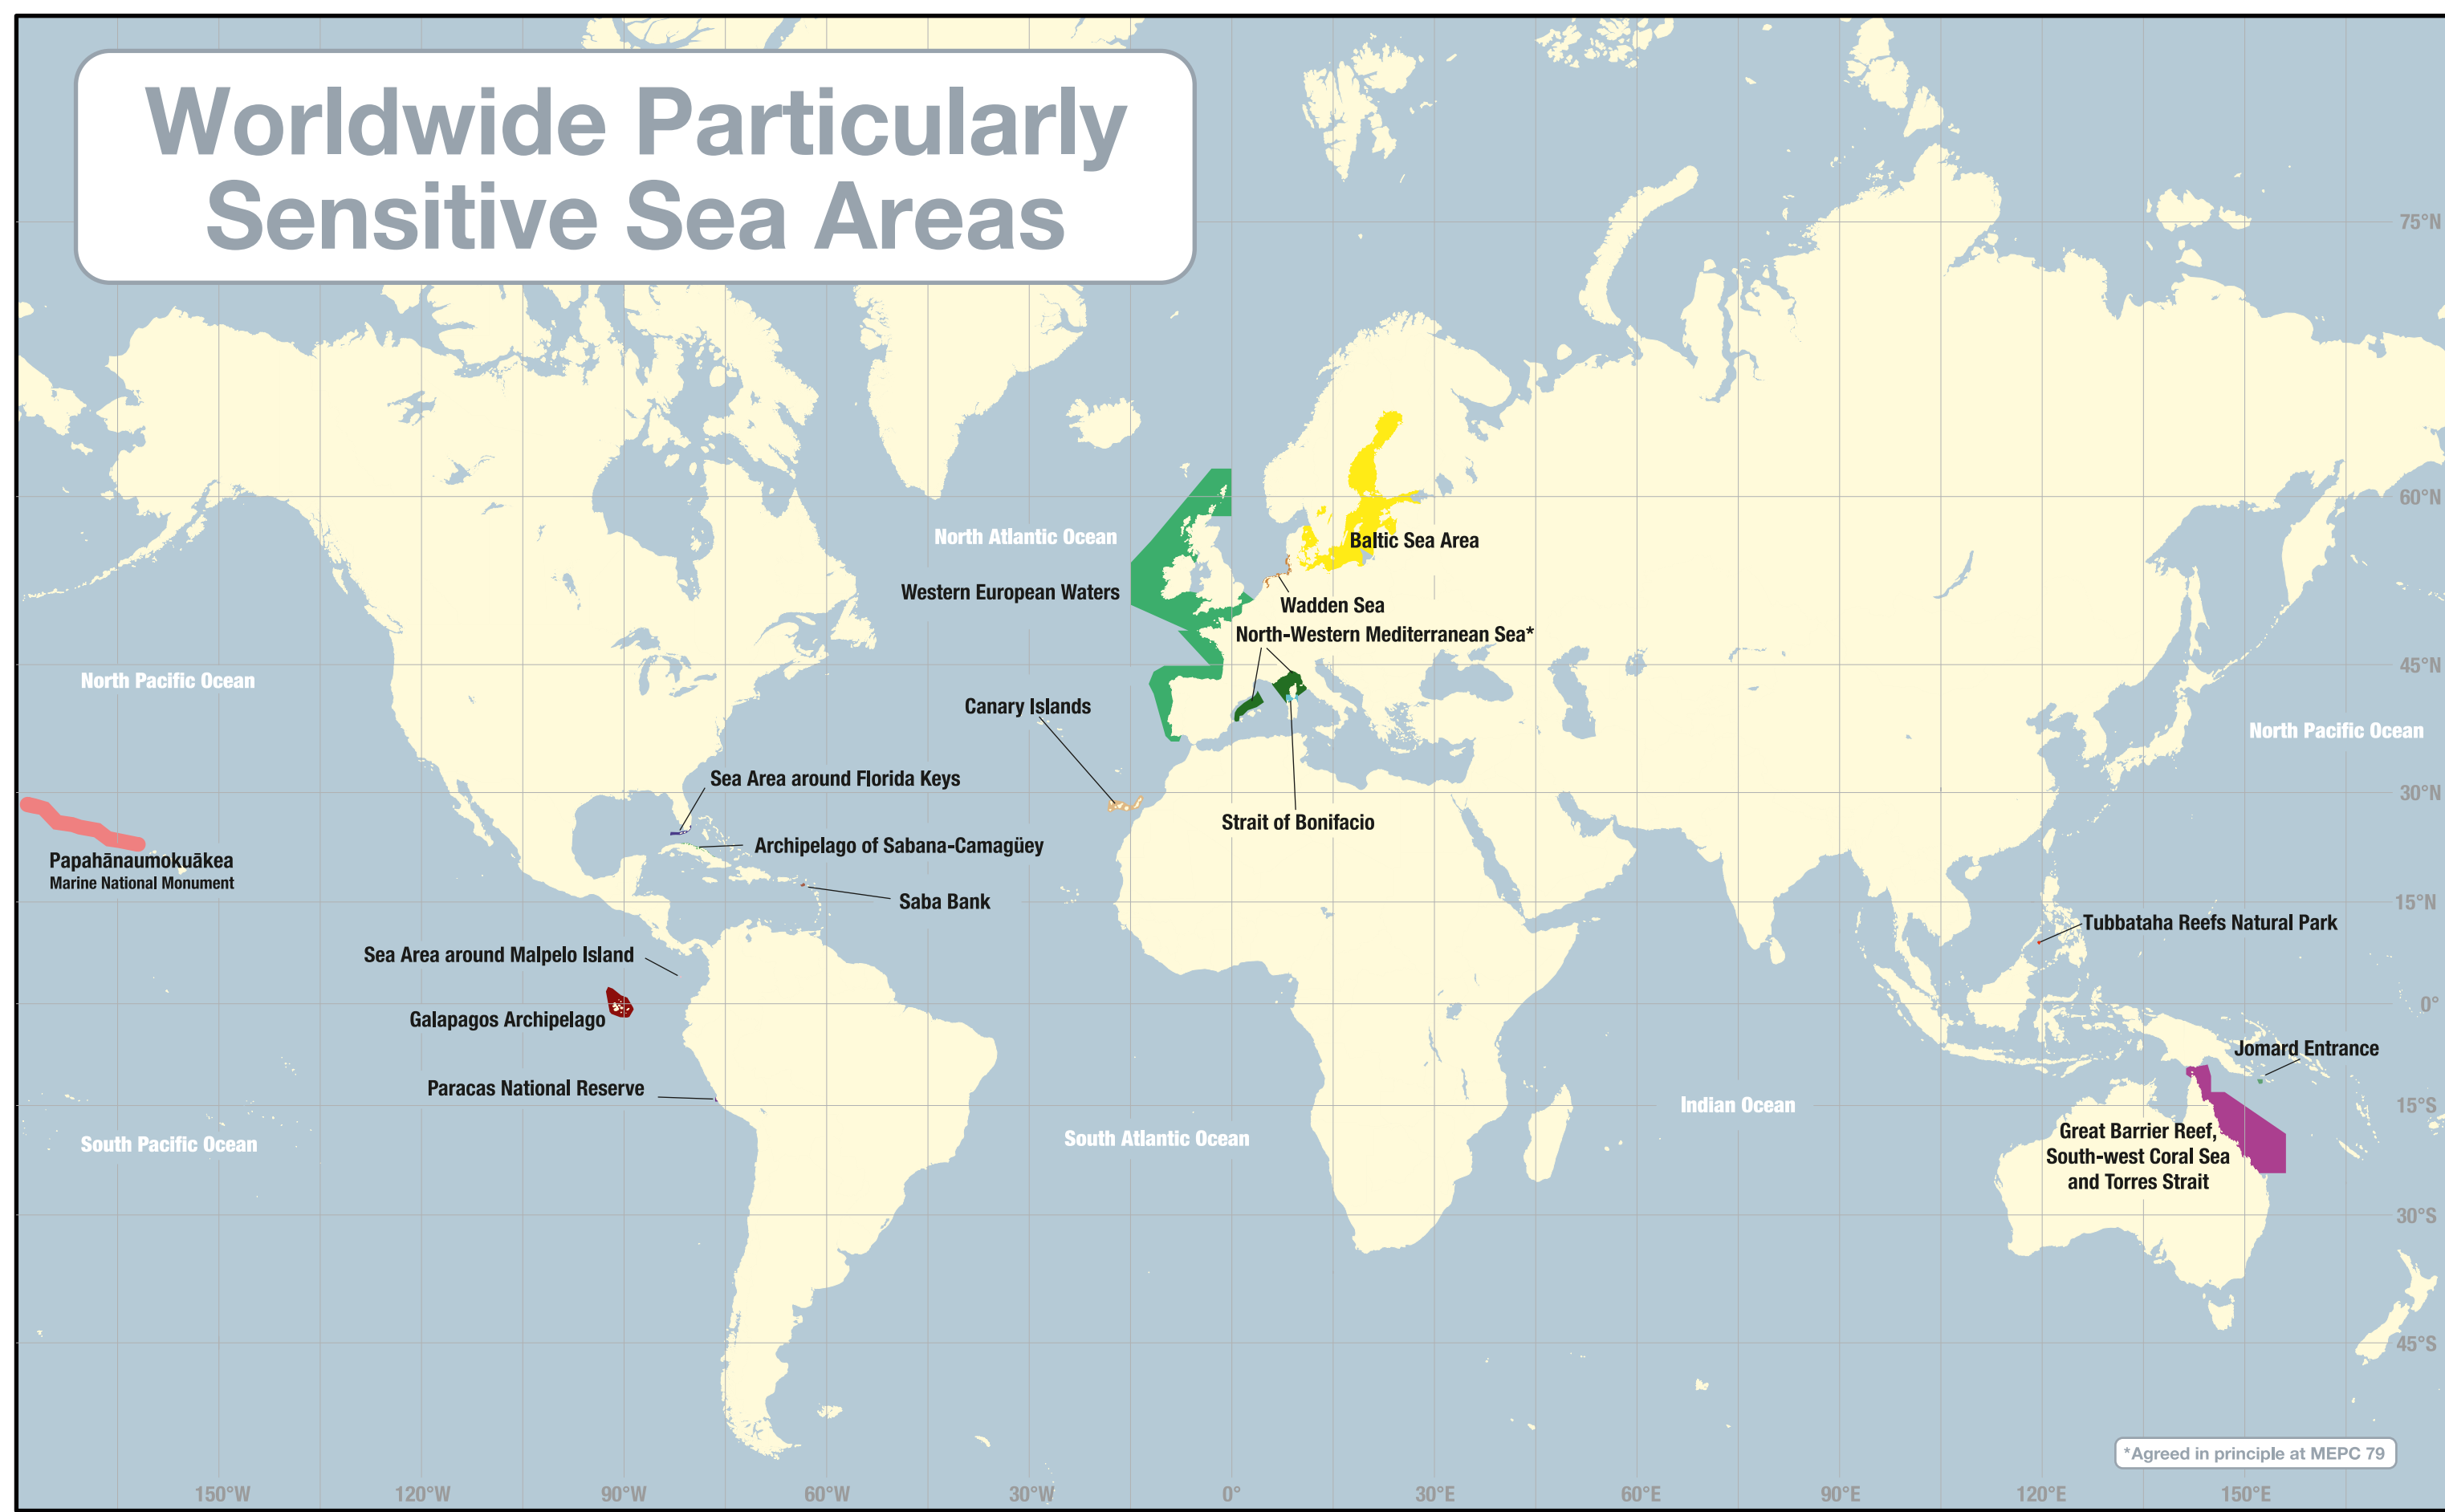 Worldwide Particularly
Sensitive Sea Areas
75°N
60°N
North Atlantic Ocean
Baltic Sea Area
Western European Waters
Wadden Sea
North-Western Mediterranean Sea*
45°N
North Pacific Ocean
Canary Islands
North Pacific Ocean
Sea Area around Florida Keys
30°N
Strait of Bonifacio
Archipelago of Sabana-Camagüey
Papahānaumokuākea
Marine National Monument
Saba Bank
15°N
Tubbataha Reefs Natural Park
Sea Area around Malpelo Island
0°
Galapagos Archipelago
Jomard Entrance
Paracas National Reserve
Indian Ocean
15°S
South Pacific Ocean
South Atlantic Ocean
Great Barrier Reef,
South-west Coral Sea
and Torres Strait
30°S
45°S
*Agreed in principle at MEPC 79
150°W
120°W
90°W
60°W
30°W
0°
30°E
60°E
90°E
120°E
150°E